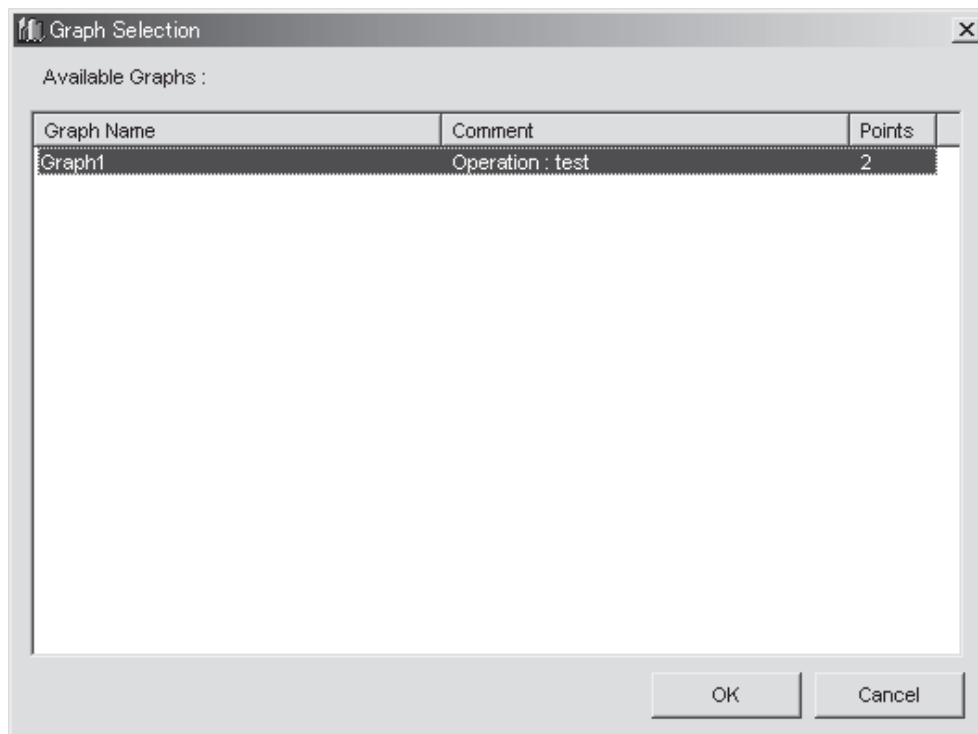 Graph Selection
Available Graphs :
Graph Name Comment Points
Graph1 Operation : test 2
OK Cancel